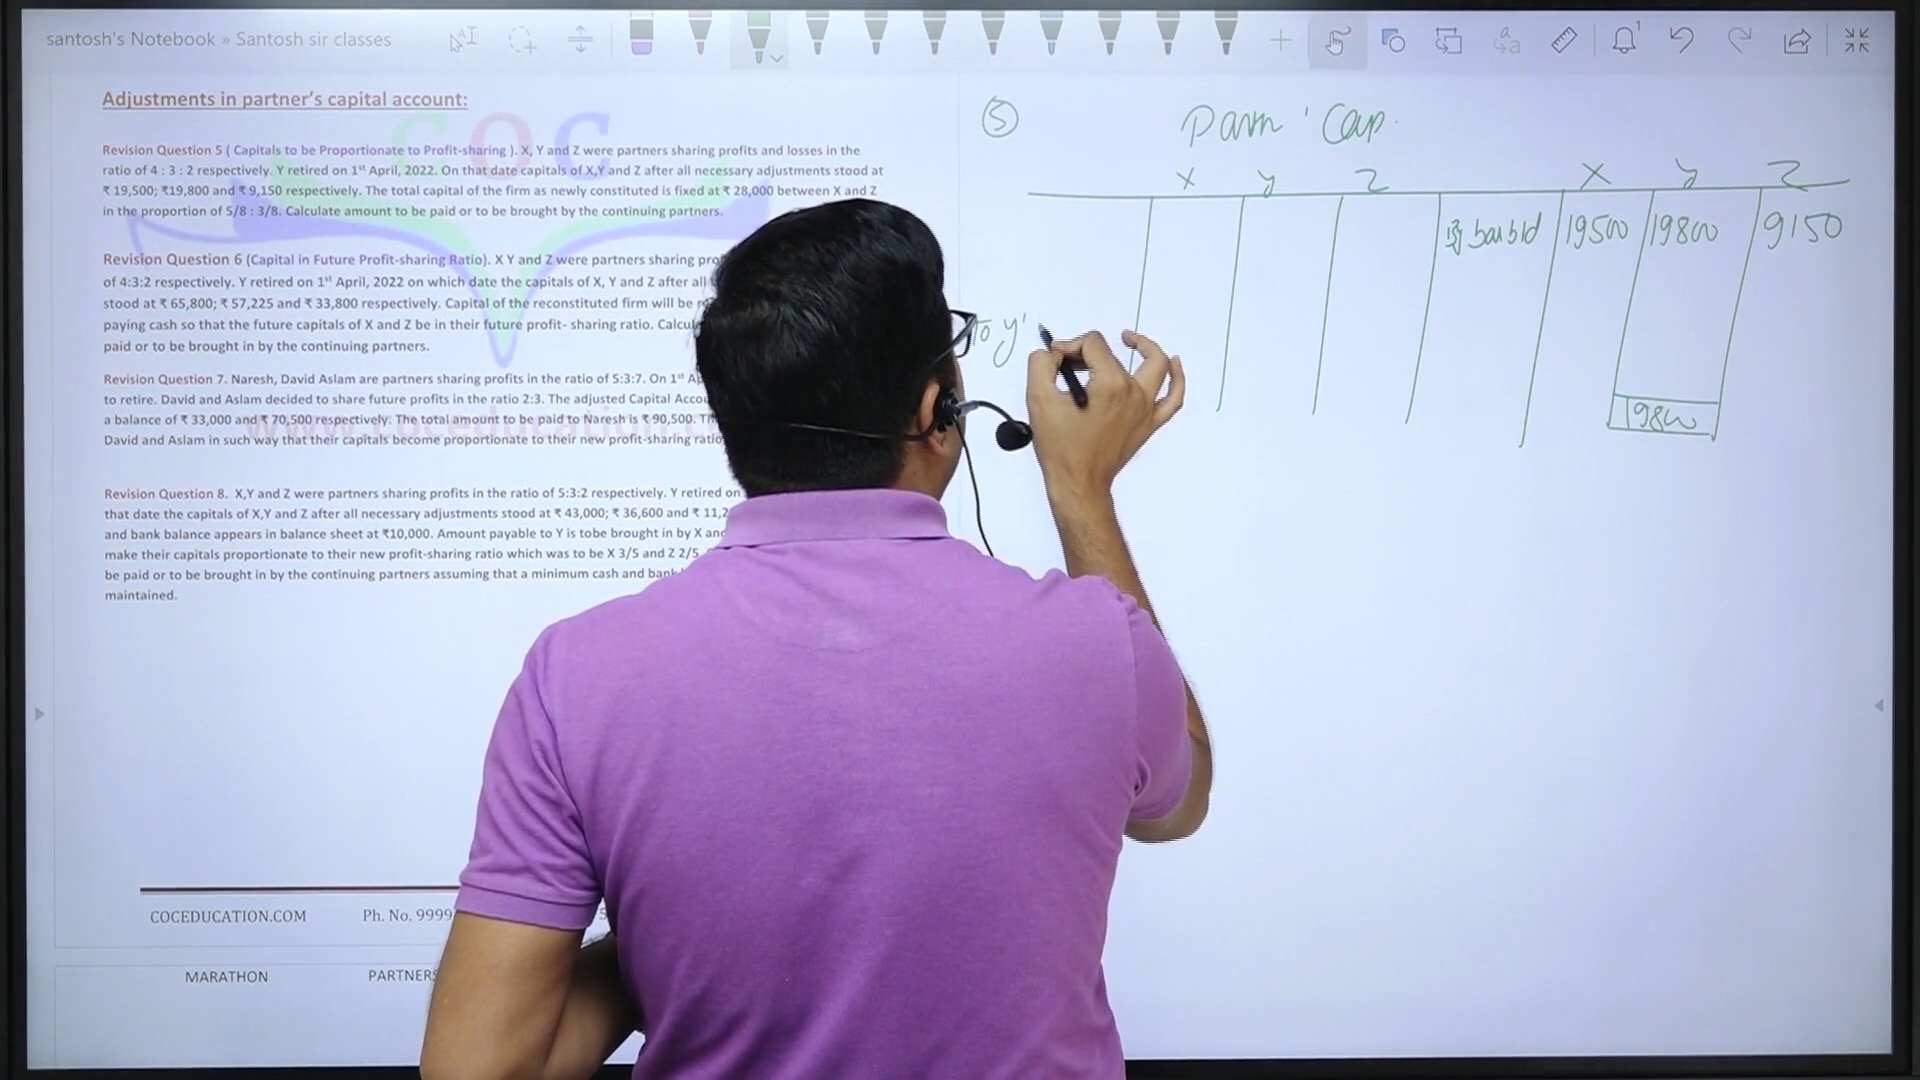 santosh's Notebook » Santosh sir classes
Adjustments in partner's capital account:
COC
Revision Question 5 ( Capitals to be Proportionate to Profit-sharing ). X, Y and Z were partners sharing profits and losses in the
ratio of 4 : 3 : 2 respectively. Y retired on 1st April, 2022. On that date capitals of X,Y and Z after all necessary adjustments stood at
₹ 19,500; ₹19,800 and ₹ 9,150 respectively. The total capital of the firm as newly constituted is fixed at ₹ 28,000 between X and Z
in the proportion of 5/8 : 3/8. Calculate amount to be paid or to be brought by the continuing partners.
Revision Question 6 (Capital in Future Profit-sharing Ratio). X Y and Z were partners sharing
of 4:3:2 respectively. Y retired on 1st April, 2022 on which date the capitals of X, Y and Z after all
stood at ₹ 65,800; ₹ 57,225 and ₹ 33,800 respectively. Capital of the reconstituted firm will be
paying cash so that the future capitals of X and Z be in their future profit- sharing ratio.
paid or to be brought in by the continuing partners.
Revision Question 7. Naresh, David Aslam are partners sharing profits in the ratio of 5:3:7. On 1st
to retire. David and Aslam decided to share future profits in the ratio 2:3. The adjusted Capital
a balance of ₹ 33,000 and ₹ 70,500 respectively. The total amount to be paid to Naresh is ₹ 90,500.
David and Aslam in such way that their capitals become proportionate to their new profit-sharing
Revision Question 8. X,Y and Z were partners sharing profits in the ratio of 5:3:2 respectively. Y retired on
that date the capitals of X,Y and Z after all necessary adjustments stood at ₹ 43,000; ₹ 36,600 and ₹ 11,2
and bank balance appears in balance sheet at ₹10,000. Amount payable to Y is tobe brought in by X
make their capitals proportionate to their new profit-sharing ratio which was to be X 3/5 and Z 2/5
be paid or to be brought in by the continuing partners assuming that a minimum cash and
maintained.
COCEDUCATION.COM Ph. No. 9999
MARATHON
5 Partn' Cap.
X Y Z X Y Z
By bal b/d 19500 19800 9150
To Y'
19800